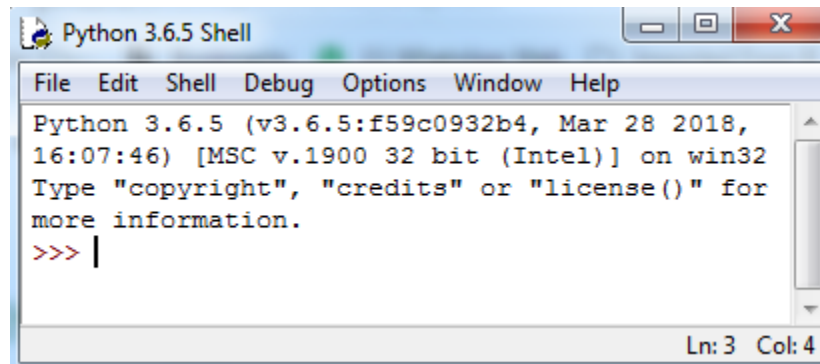 Python 3.6.5 Shell
File Edit Shell Debug Options Window Help
Python 3.6.5 (v3.6.5:f59c0932b4, Mar 28 2018,
16:07:46) [MSC v.1900 32 bit (Intel)] on win32
Type "copyright", "credits" or "license()" for
more information.
>>>
Ln: 3 Col: 4